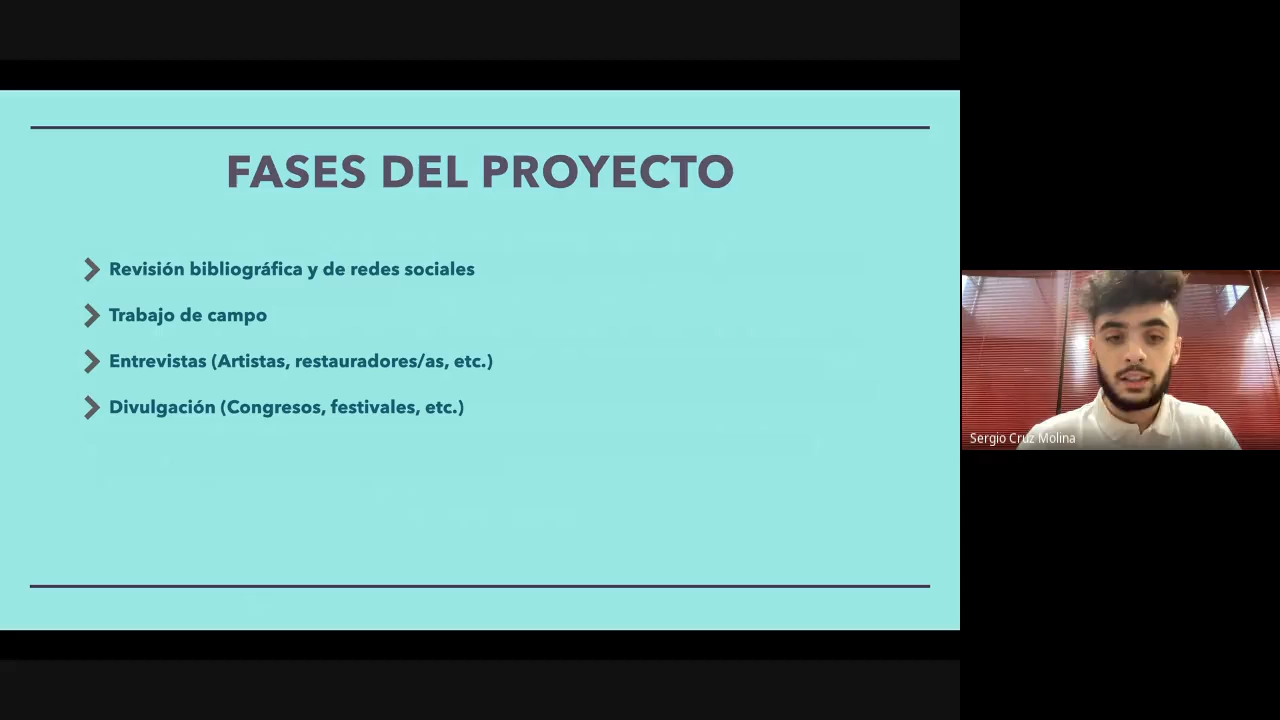 FASES DEL PROYECTO
Revisión bibliográfica y de redes sociales
Trabajo de campo
Entrevistas (Artistas, restauradores/as, etc.)
Divulgación (Congresos, festivales, etc.)
Sergio Cruz Molina